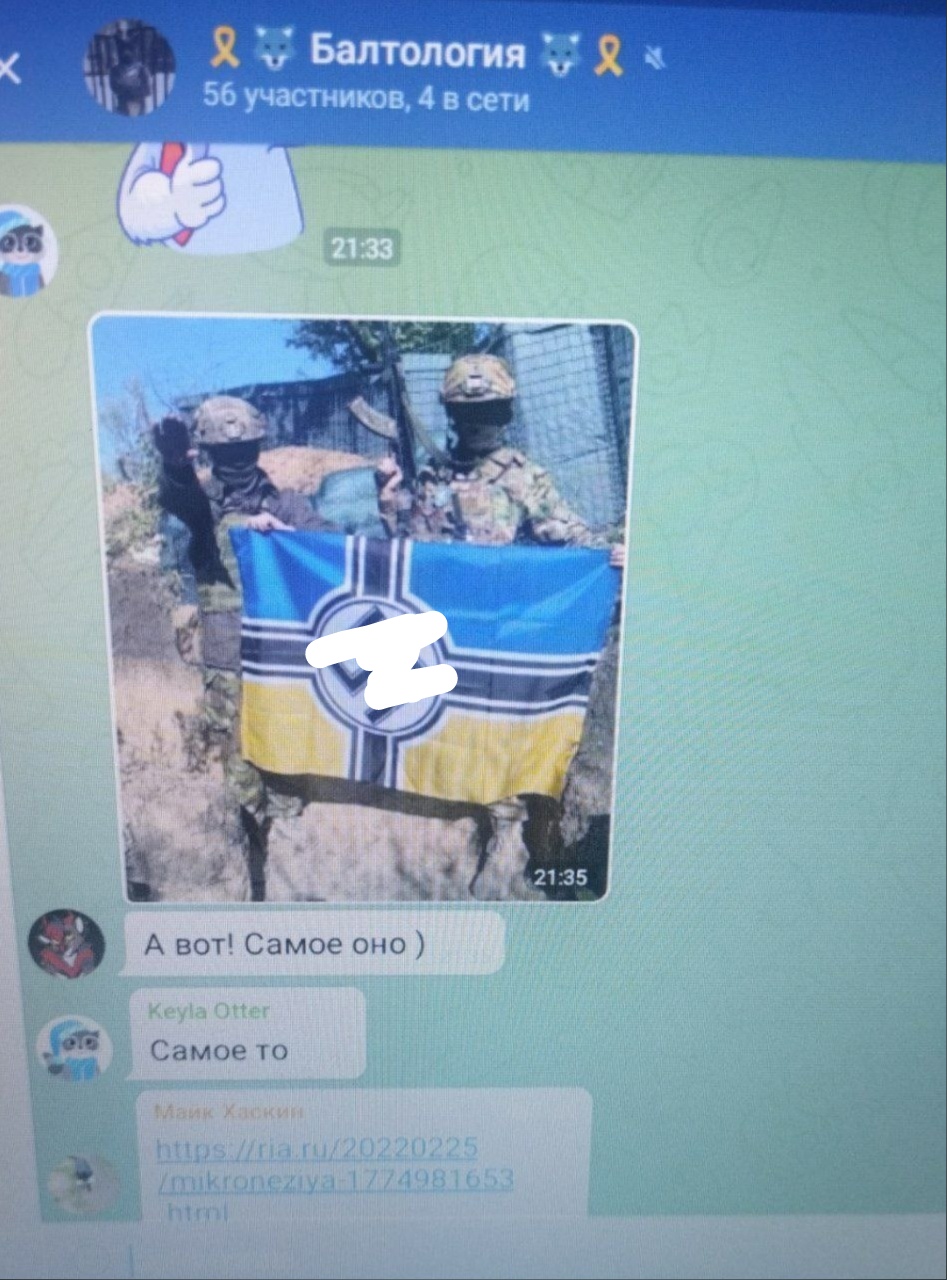 Балтология
56 участников, 4 в сети
21:33
21:35
А вот! Самое оно )
Keyla Otter
Самое то
Майк Хаскин
https://ria.ru/20220225
/mikroneziya-1774981653
.html